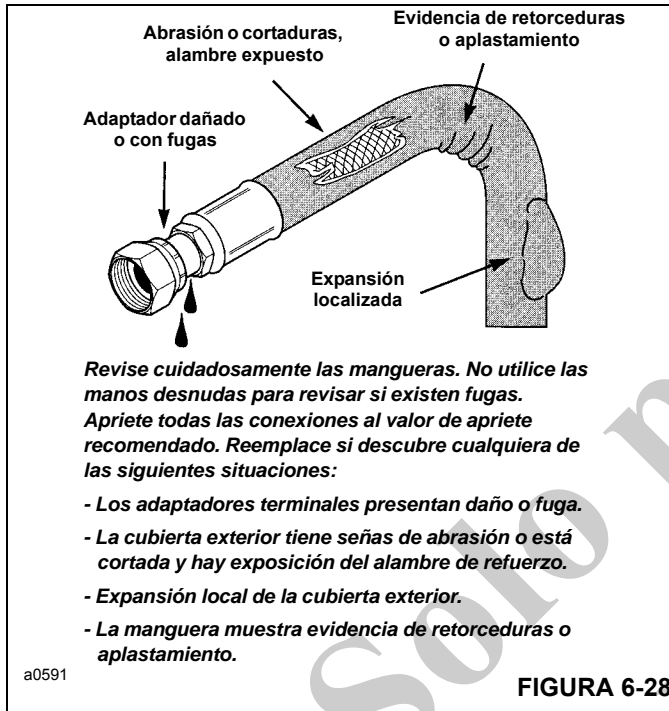 Abrasión o cortaduras,
alambre expuesto
Evidencia de retorceduras
o aplastamiento
Adaptador dañado
o con fugas
Expansión
localizada
Revise cuidadosamente las mangueras. No utilice las
manos desnudas para revisar si existen fugas.
Apriete todas las conexiones al valor de apriete
recomendado. Reemplace si descubre cualquiera de
las siguientes situaciones:
- Los adaptadores terminales presentan daño o fuga.
- La cubierta exterior tiene señas de abrasión o está
cortada y hay exposición del alambre de refuerzo.
- Expansión local de la cubierta exterior.
- La manguera muestra evidencia de retorceduras o
aplastamiento.
a0591
FIGURA 6-28
Solo